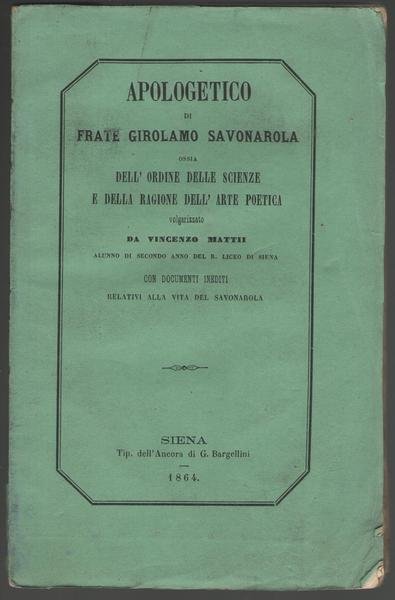 APOLOGETICO
DI
FRATE GIROLAMO SAVONAROLA
OSSIA
DELL' ORDINE DELLE SCIENZE
E DELLA RAGIONE DELL' ARTE POETICA
volgarizzato
DA VINCENZO MATTII
ALUNNO DI SECONDO ANNO DEL R. LICEO DI SIENA
CON DOCUMENTI INEDITI
RELATIVI ALLA VITA DEL SAVONAROLA
SIENA
Tip. dell'Ancora di G. Bargellini
1864.